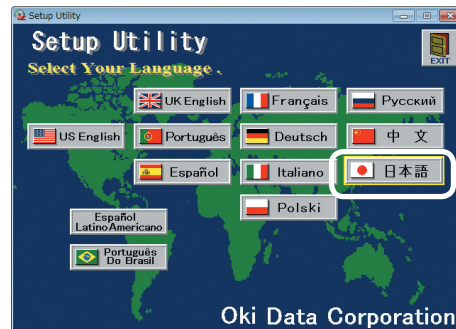 Setup Utility
Setup Utility
EXIT
Select Your Language .
UK English
Français
Русский
US English
Português
Deutsch
中 文
Español
Italiano
日本語
Polski
Español
LatinoAmericano
Português
Do Brasil
Oki Data Corporation